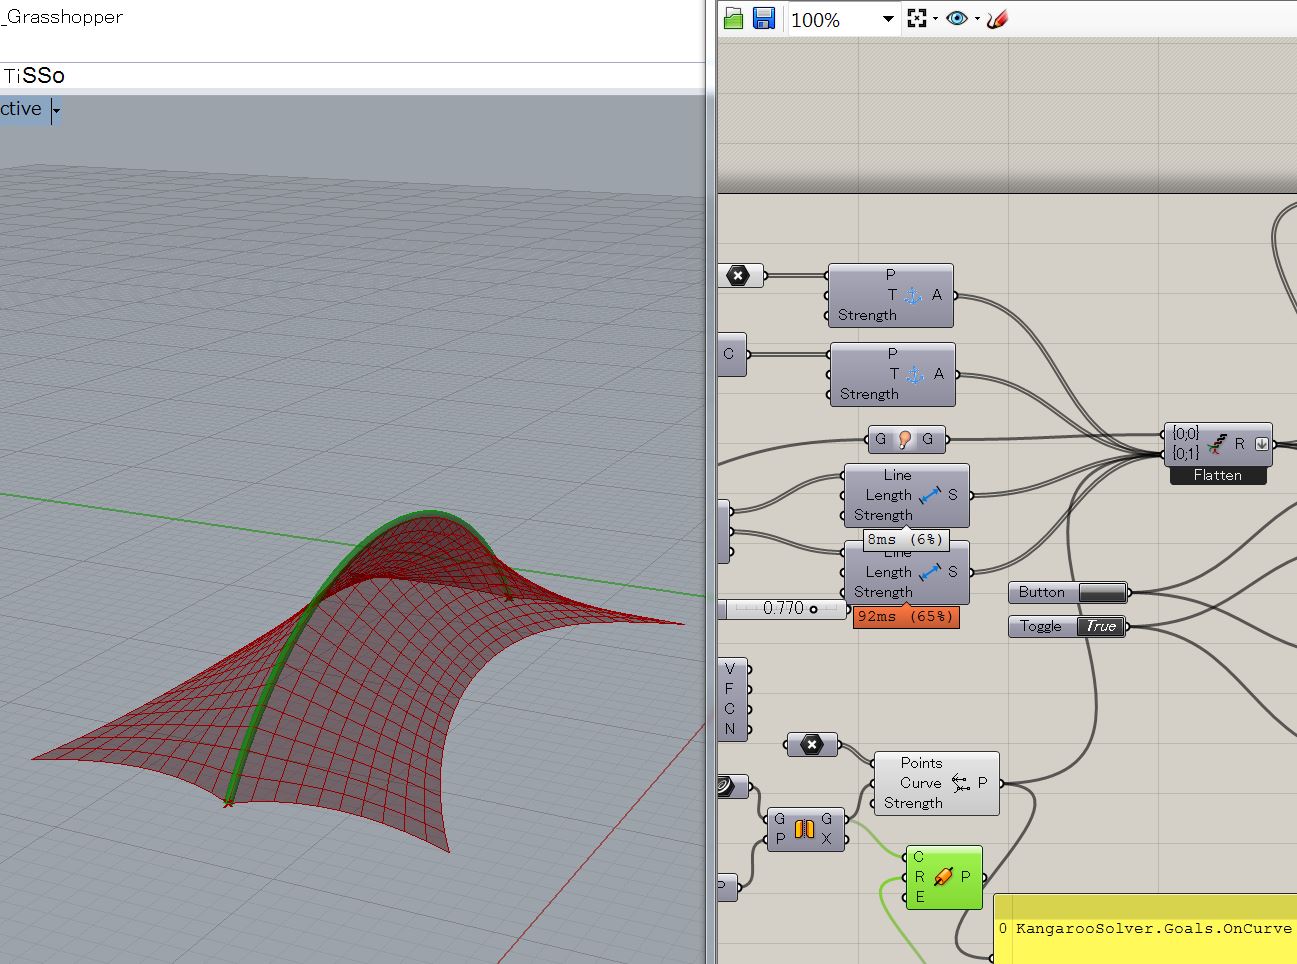 _Grasshopper
TiSSo
ctive
100%
P
T A
Strength
C
P
T A
Strength
G G
{0;0}
{0;1}
R
Flatten
Line
Length S
Strength
8ms (6%)
Line
Length S
Strength
0.770
92ms (65%)
Button
Toggle True
V
F
C
N
Points
Curve P
Strength
G G
P X
C
R P
E
P
0 KangarooSolver.Goals.OnCurve